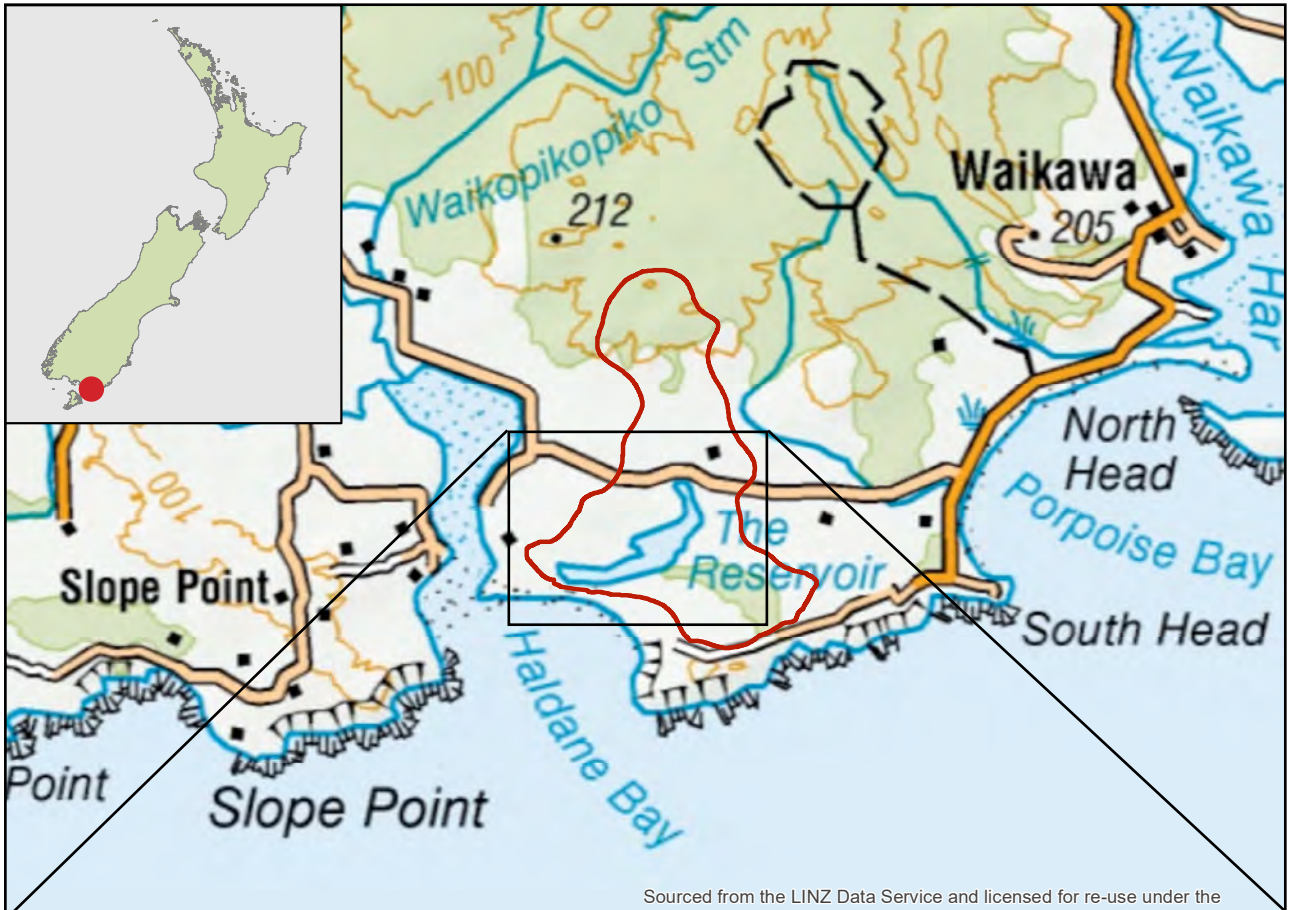 100
Stm
Waikopikopiko
212
Waikawa
205
Waikawa Har
North
Head
Porpoise Bay
100
The
Reservoir
Slope Point
South Head
Haldane Bay
Point
Slope Point
Sourced from the LINZ Data Service and licensed for re-use under the